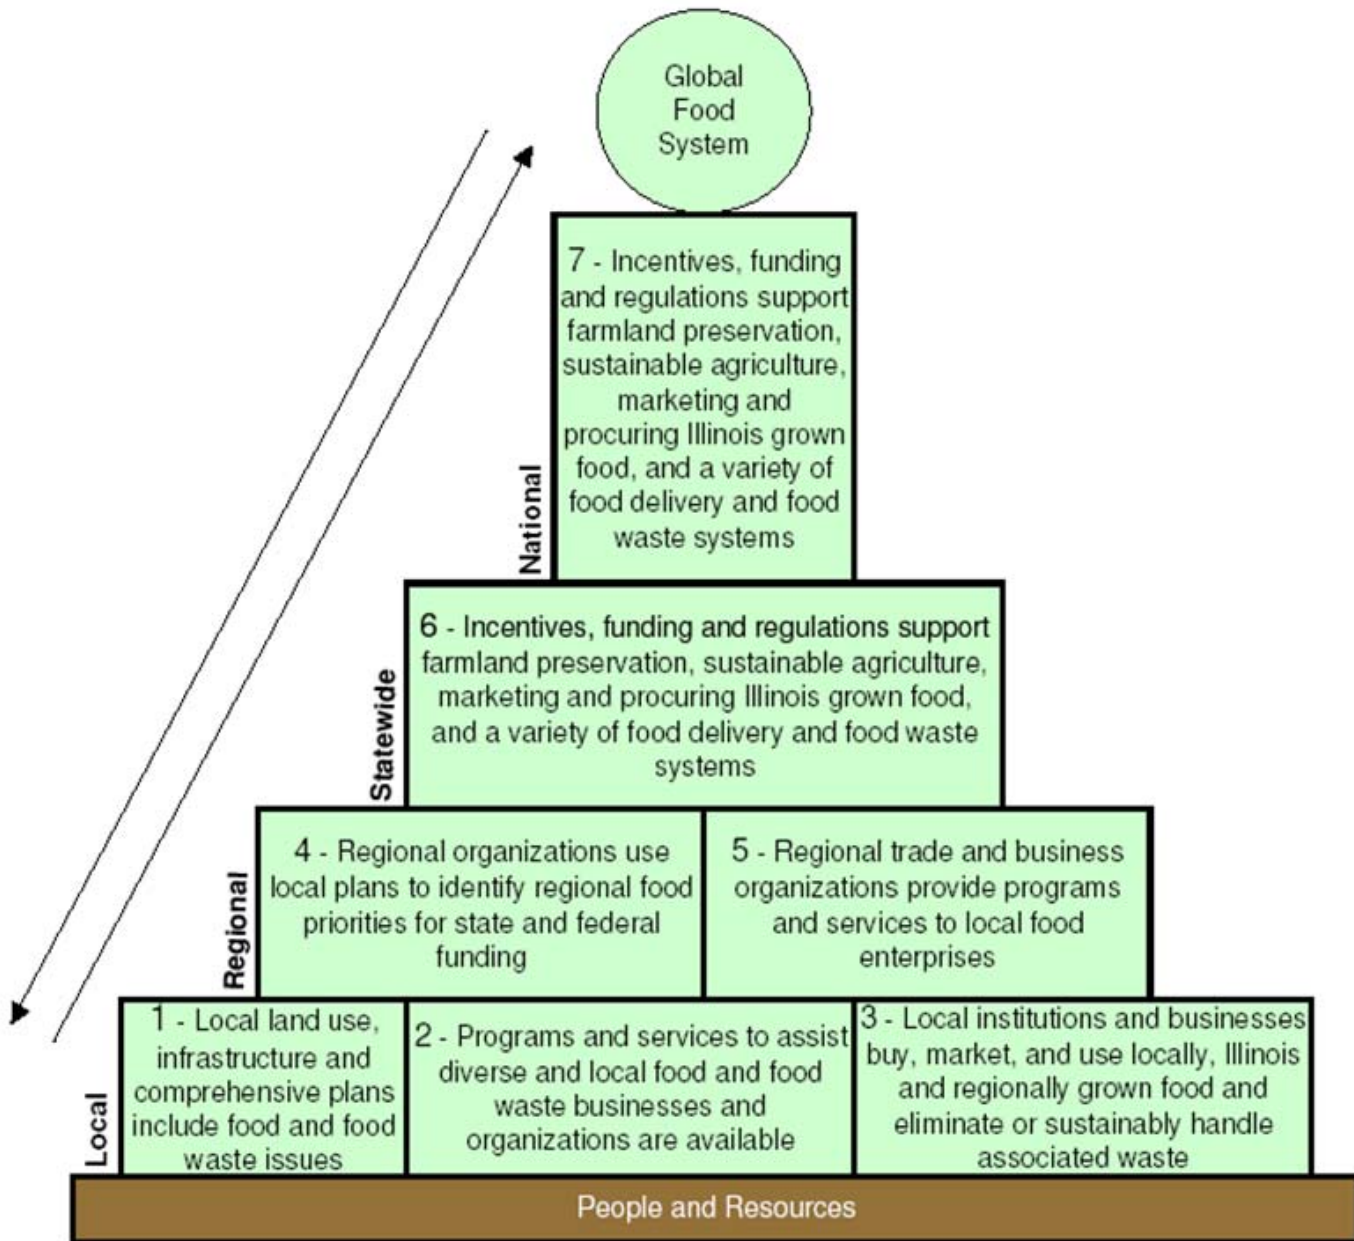 Global
Food
System
National
7 - Incentives, funding
and regulations support
farmland preservation,
sustainable agriculture,
marketing and
procuring Illinois grown
food, and a variety of
food delivery and food
waste systems
Statewide
6 - Incentives, funding and regulations support
farmland preservation, sustainable agriculture,
marketing and procuring Illinois grown food,
and a variety of food delivery and food waste
systems
Regional
4 - Regional organizations use
local plans to identify regional food
priorities for state and federal
funding
5 - Regional trade and business
organizations provide programs
and services to local food
enterprises
Local
1 - Local land use,
infrastructure and
comprehensive plans
include food and food
waste issues
2 - Programs and services to assist
diverse and local food and food
waste businesses and
organizations are available
3 - Local institutions and businesses
buy, market, and use locally, Illinois
and regionally grown food and
eliminate or sustainably handle
associated waste
People and Resources